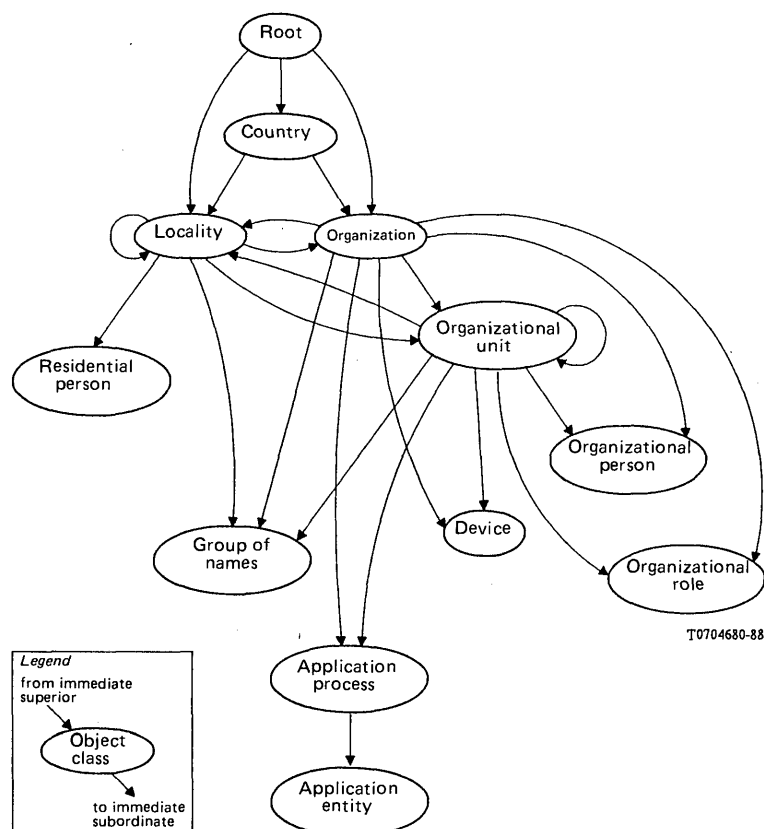 Root
Country
Locality
Organization
Organizational
unit
Residential
person
Organizational
person
Device
Group of
names
Organizational
role
T0704680-88
Application
process
Application
entity
Legend
from immediate
superior
Object
class
to immediate
subordinate